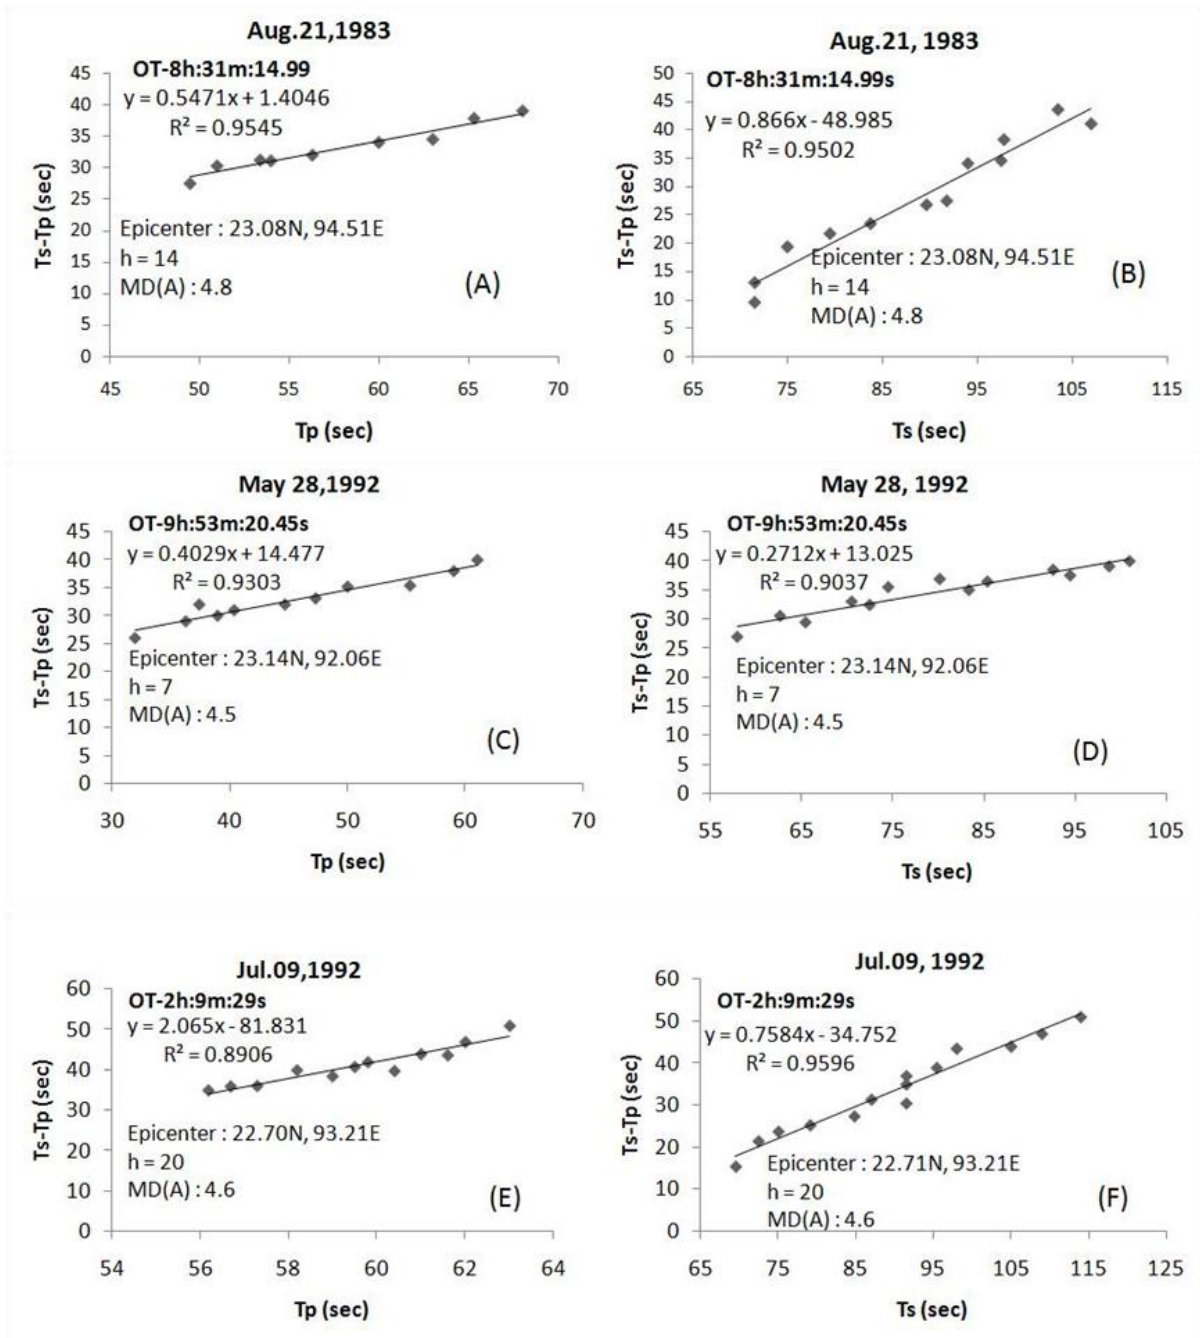 Aug.21,1983
OT-8h:31m:14.99
y = 0.5471x + 1.4046
R² = 0.9545
Epicenter : 23.08N, 94.51E
h = 14
MD(A) : 4.8
(A)
Ts-Tp (sec)
45
40
35
30
25
20
15
10
5
0
45 50 55 60 65 70
Tp (sec)
Aug.21, 1983
OT-8h:31m:14.99s
y = 0.866x - 48.985
R² = 0.9502
Epicenter : 23.08N, 94.51E
h = 14
MD(A) : 4.8
(B)
Ts-Tp (sec)
50
45
40
35
30
25
20
15
10
5
0
65 75 85 95 105 115
Ts (sec)
May 28,1992
OT-9h:53m:20.45s
y = 0.4029x + 14.477
R² = 0.9303
Epicenter : 23.14N, 92.06E
h = 7
MD(A) : 4.5
(C)
Ts-Tp (sec)
45
40
35
30
25
20
15
10
5
0
30 40 50 60 70
Tp (sec)
May 28, 1992
OT-9h:53m:20.45s
y = 0.2712x + 13.025
R² = 0.9037
Epicenter : 23.14N, 92.06E
h = 7
MD(A) : 4.5
(D)
Ts-Tp (sec)
45
40
35
30
25
20
15
10
5
0
55 65 75 85 95 105
Ts (sec)
Jul.09,1992
OT-2h:9m:29s
y = 2.065x - 81.831
R² = 0.8906
Epicenter : 22.70N, 93.21E
h = 20
MD(A) : 4.6
(E)
Ts-Tp (sec)
60
50
40
30
20
10
0
54 56 58 60 62 64
Tp (sec)
Jul.09, 1992
OT-2h:9m:29s
y = 0.7584x - 34.752
R² = 0.9596
Epicenter : 22.71N, 93.21E
h = 20
MD(A) : 4.6
(F)
Ts-Tp (sec)
60
50
40
30
20
10
0
65 75 85 95 105 115 125
Ts (sec)